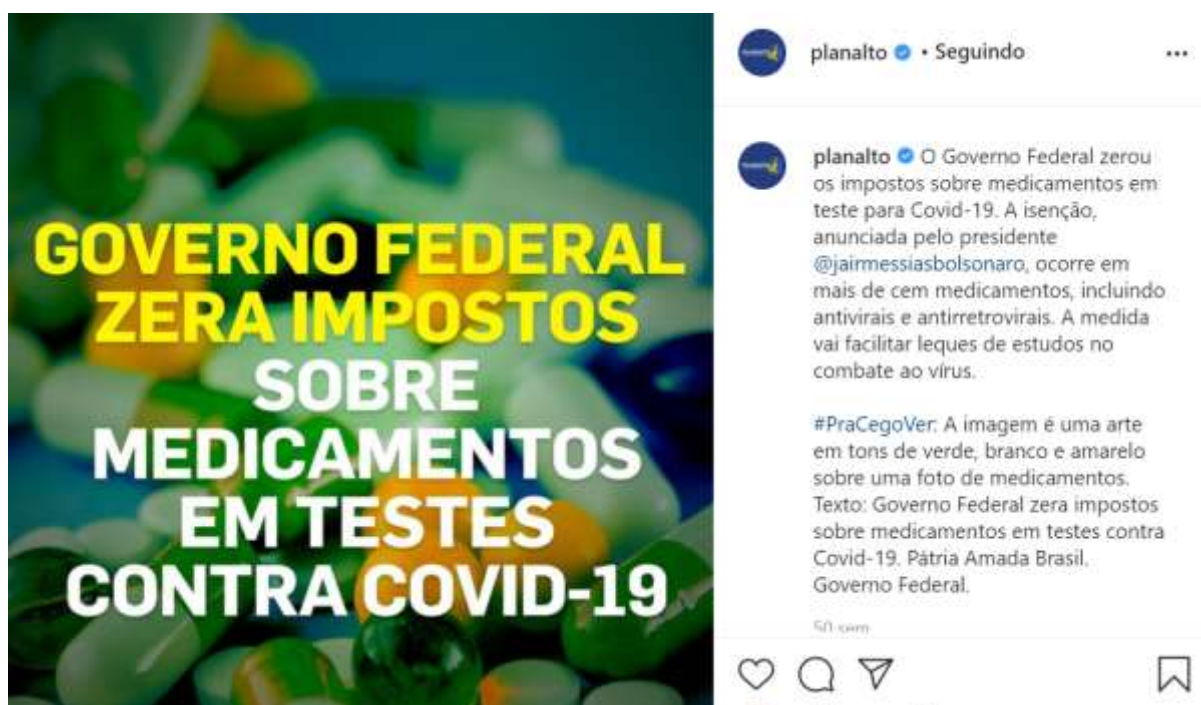 GOVERNO FEDERAL
ZERA IMPOSTOS
SOBRE
MEDICAMENTOS
EM TESTES
CONTRA COVID-19
planalto • Seguindo
planalto O Governo Federal zerou
os impostos sobre medicamentos em
teste para Covid-19. A isenção,
anunciada pelo presidente
@jairmessiasbolsonaro, ocorre em
mais de cem medicamentos, incluindo
antivirais e antirretrovirais. A medida
vai facilitar leques de estudos no
combate ao vírus.
#PraCegoVer: A imagem é uma arte
em tons de verde, branco e amarelo
sobre uma foto de medicamentos.
Texto: Governo Federal zera impostos
sobre medicamentos em testes contra
Covid-19. Pátria Amada Brasil.
Governo Federal.
50 sem